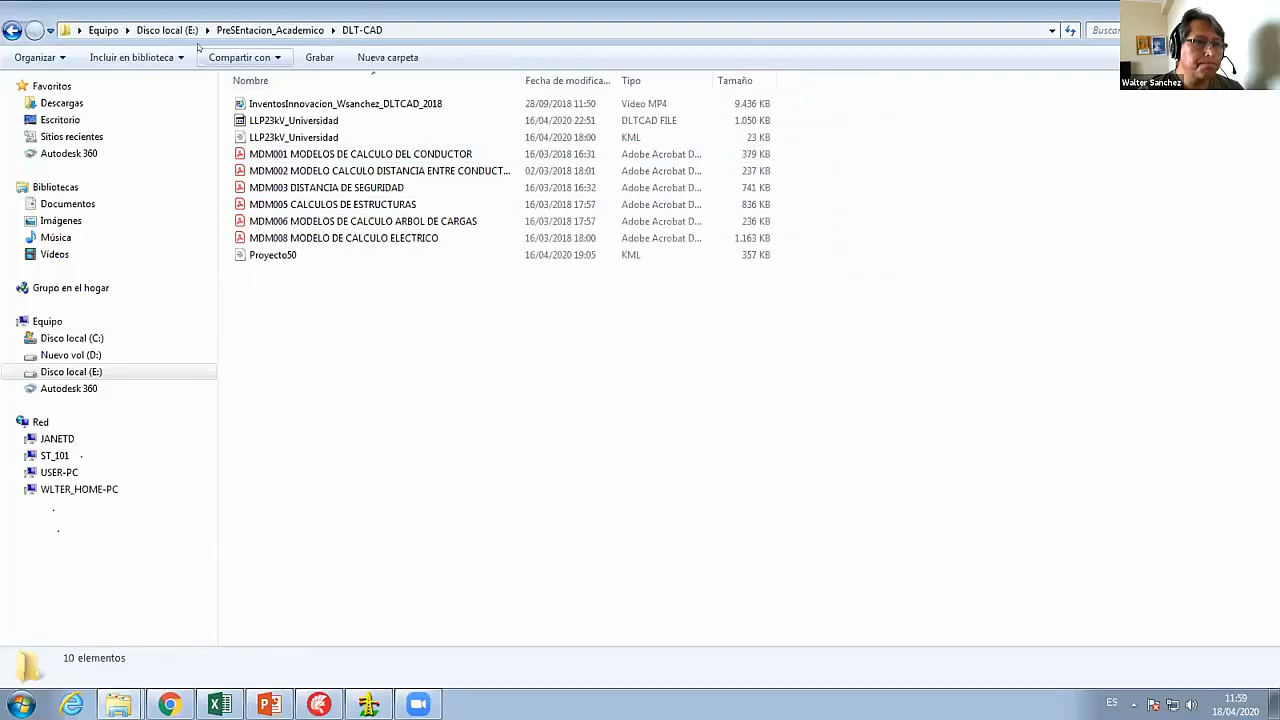 Equipo Disco local (E:) PreSEntacion_Academico DLT-CAD
Buscar
Organizar Incluir en biblioteca Compartir con Grabar Nueva carpeta
Walter Sanchez
Favoritos
Descargas
Escritorio
Sitios recientes
Autodesk 360
Bibliotecas
Documentos
Imágenes
Música
Vídeos
Grupo en el hogar
Equipo
Disco local (C:)
Nuevo vol (D:)
Disco local (E:)
Autodesk 360
Red
JANETD
ST_101
USER-PC
WLTER_HOME-PC
Nombre Fecha de modifica... Tipo Tamaño
InventosInnovacion_Wsanchez_DLTCAD_2018 28/09/2018 11:50 Vídeo MP4 9.436 KB
LLP23kV_Universidad 16/04/2020 22:51 DLTCAD FILE 1.050 KB
LLP23kV_Universidad 16/04/2020 18:00 KML 23 KB
MDM001 MODELOS DE CALCULO DEL CONDUCTOR 16/03/2018 16:31 Adobe Acrobat D... 379 KB
MDM002 MODELO CALCULO DISTANCIA ENTRE CONDUCT... 02/03/2018 18:01 Adobe Acrobat D... 237 KB
MDM003 DISTANCIA DE SEGURIDAD 16/03/2018 16:32 Adobe Acrobat D... 741 KB
MDM005 CALCULOS DE ESTRUCTURAS 16/03/2018 17:57 Adobe Acrobat D... 836 KB
MDM006 MODELOS DE CALCULO ARBOL DE CARGAS 16/03/2018 17:57 Adobe Acrobat D... 236 KB
MDM008 MODELO DE CALCULO ELECTRICO 16/03/2018 18:00 Adobe Acrobat D... 1.163 KB
Proyecto50 16/04/2020 19:05 KML 357 KB
10 elementos
ES
11:59
18/04/2020